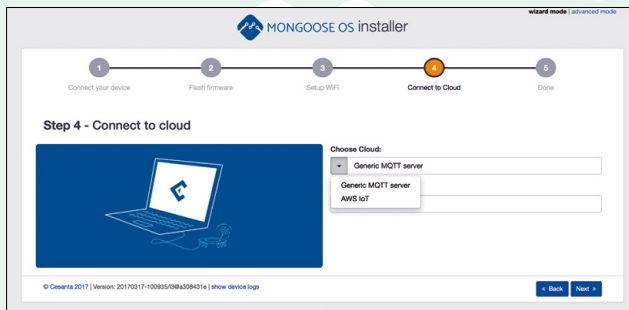 wizard mode | advanced mode
MONGOOSE OS installer
1
2
3
4
5
Connect your device
Flash firmware
Setup WiFi
Connect to Cloud
Done
Step 4 - Connect to cloud
Choose Cloud:
Generic MQTT server
Generic MQTT server
AWS IoT
© Cesanta 2017 | Version: 20170317-100935/l3@a308431e | show device logs
« Back
Next »